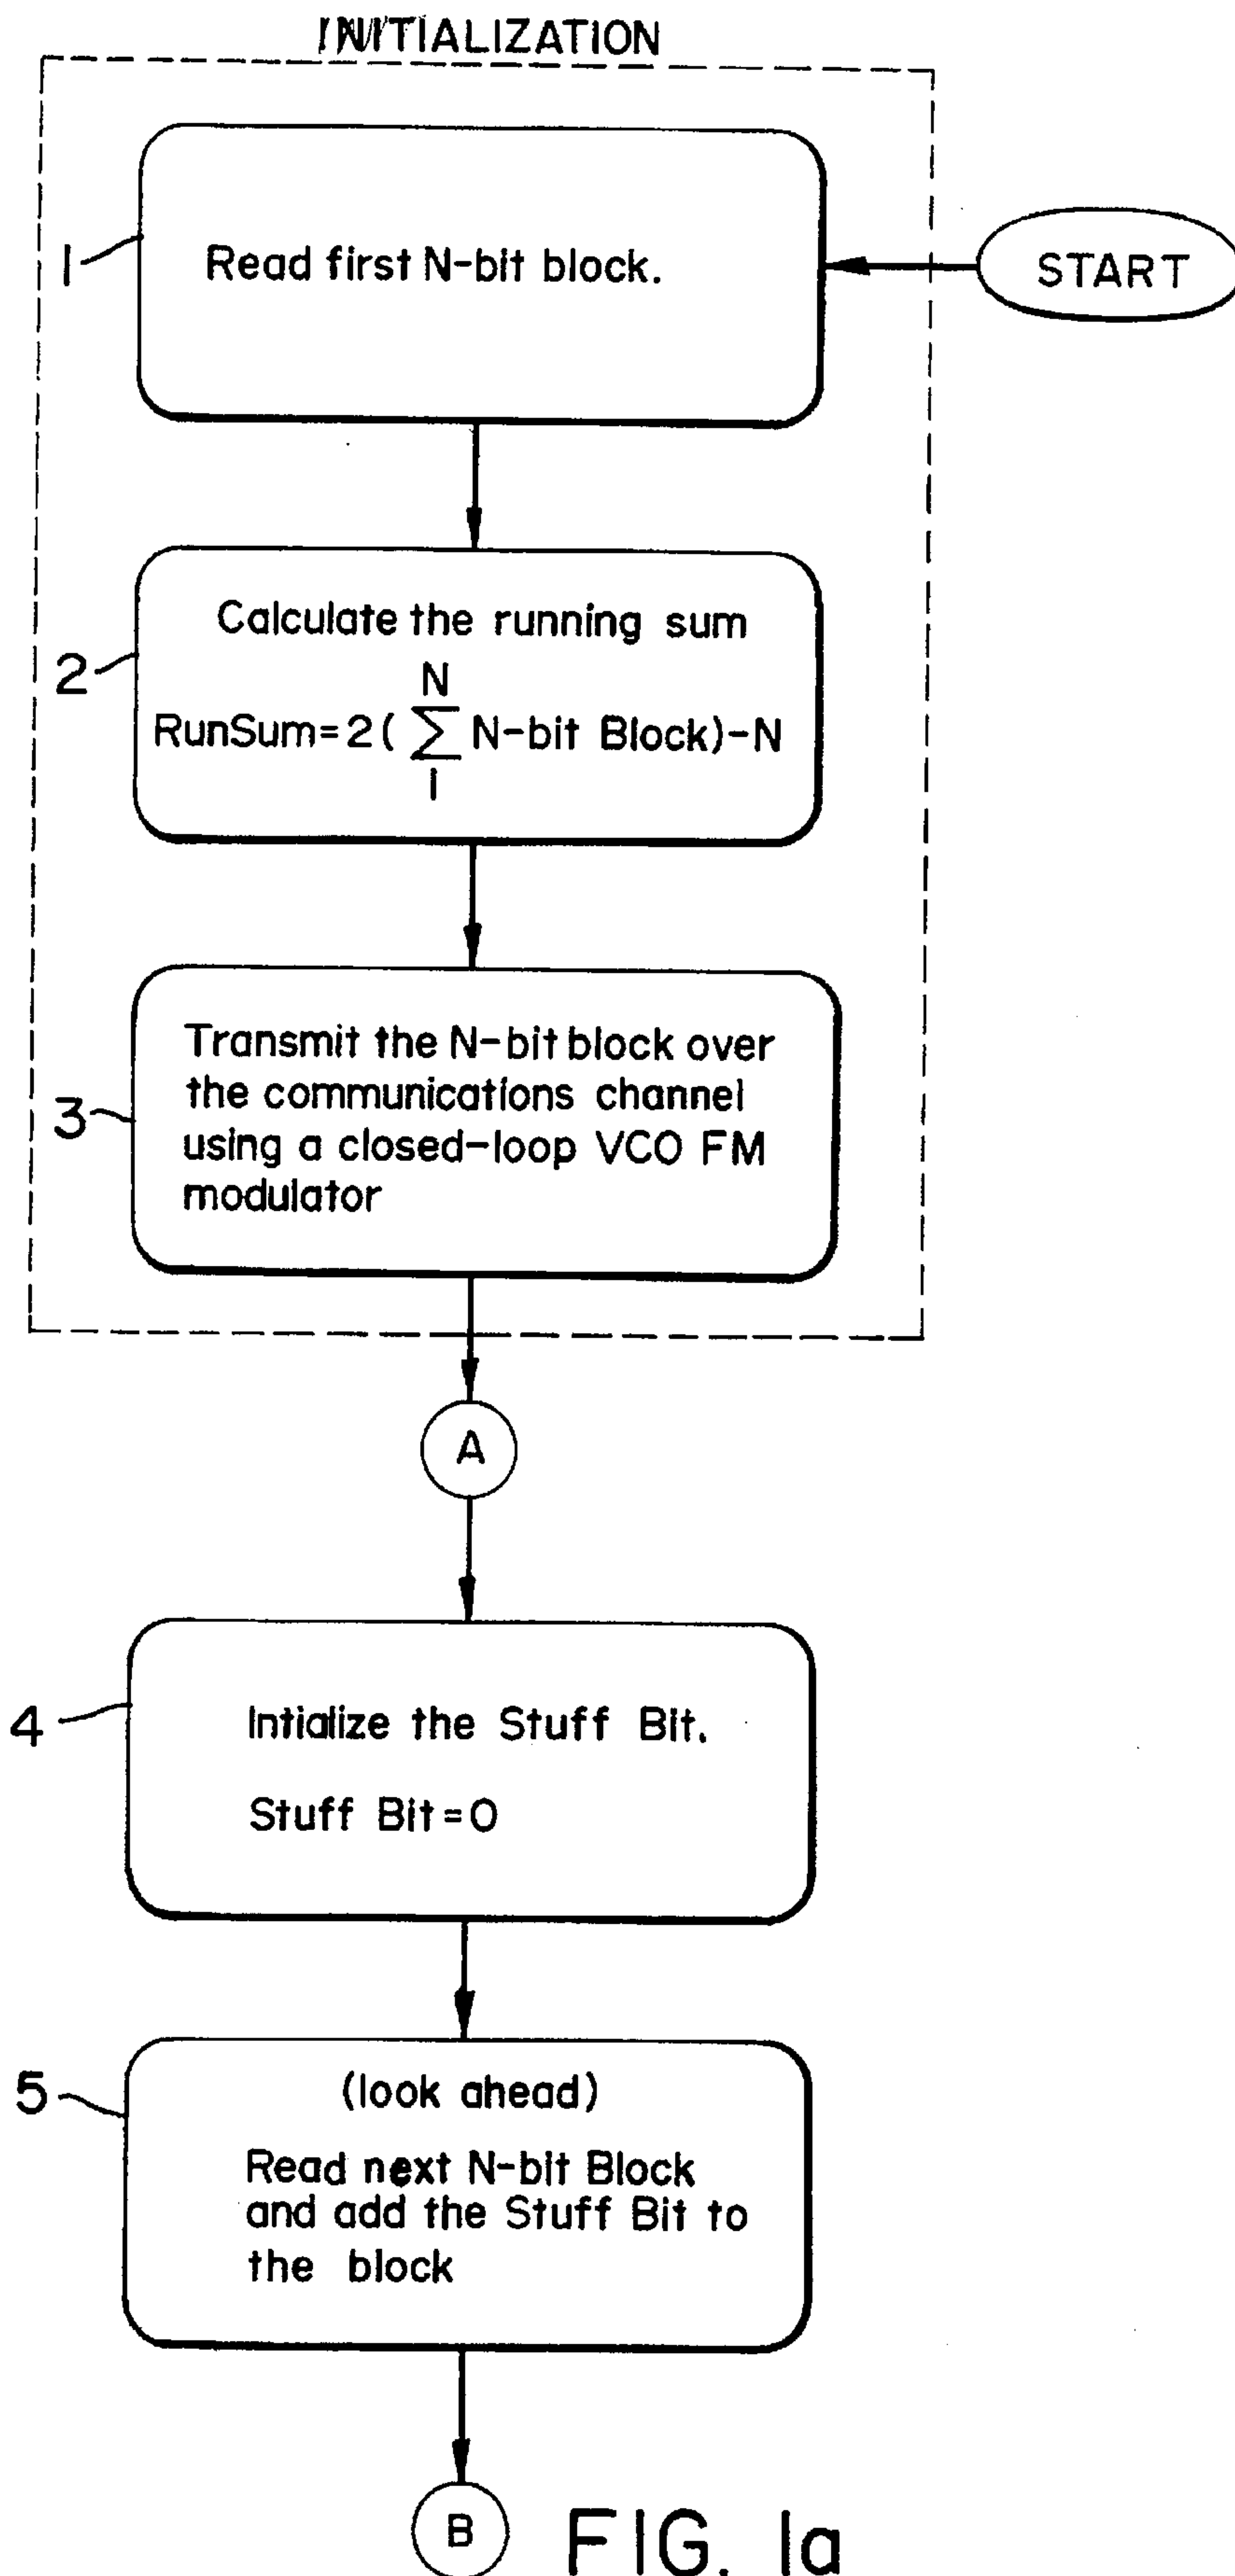 INITIALIZATION
1
Read first N-bit block.
START
Calculate the running sum
2
N
RunSum=2( ∑ N-bit Block)-N
1
Transmit the N-bit block over
the communications channel
3
using a closed-loop VCO FM
modulator
A
4
Intialize the Stuff Bit.
Stuff Bit=0
5
(look ahead)
Read next N-bit Block
and add the Stuff Bit to
the block
B
FIG. 1a